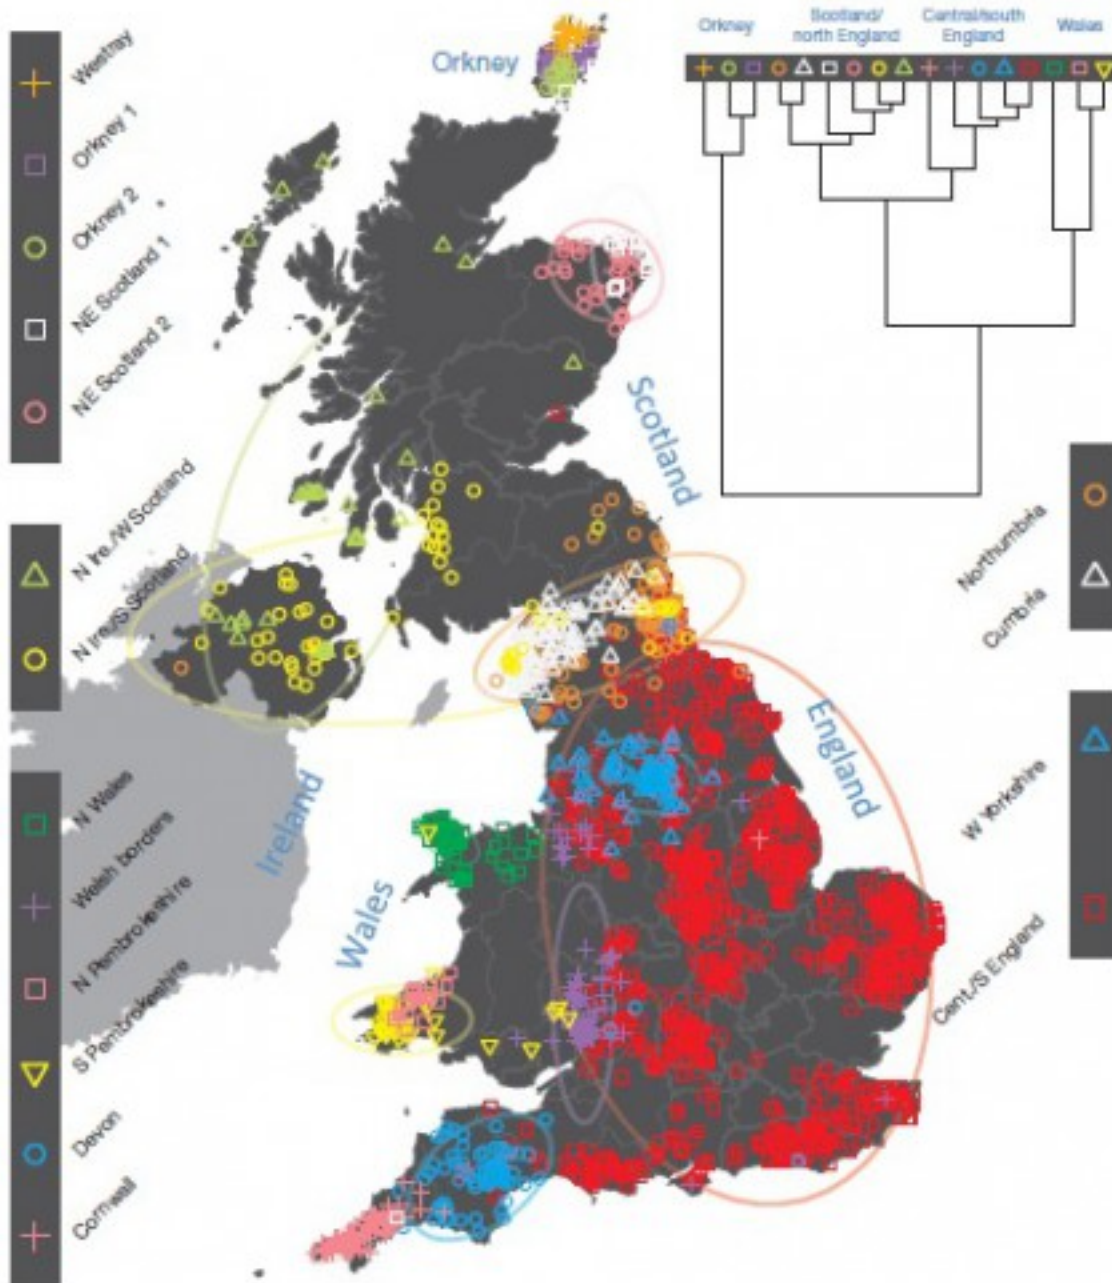 Orkney
Scotland/
north England
Central/south
England
Wales
Westray
Orkney 1
Orkney 2
NE Scotland 1
NE Scotland 2
N Ire./W Scotland
N Ire./S Scotland
N Wales
Welsh borders
N Pembrokeshire
S Pembrokeshire
Devon
Cornwall
Orkney
Scotland
England
Ireland
Wales
Northumbria
Cumbria
W Yorkshire
Cent./S England